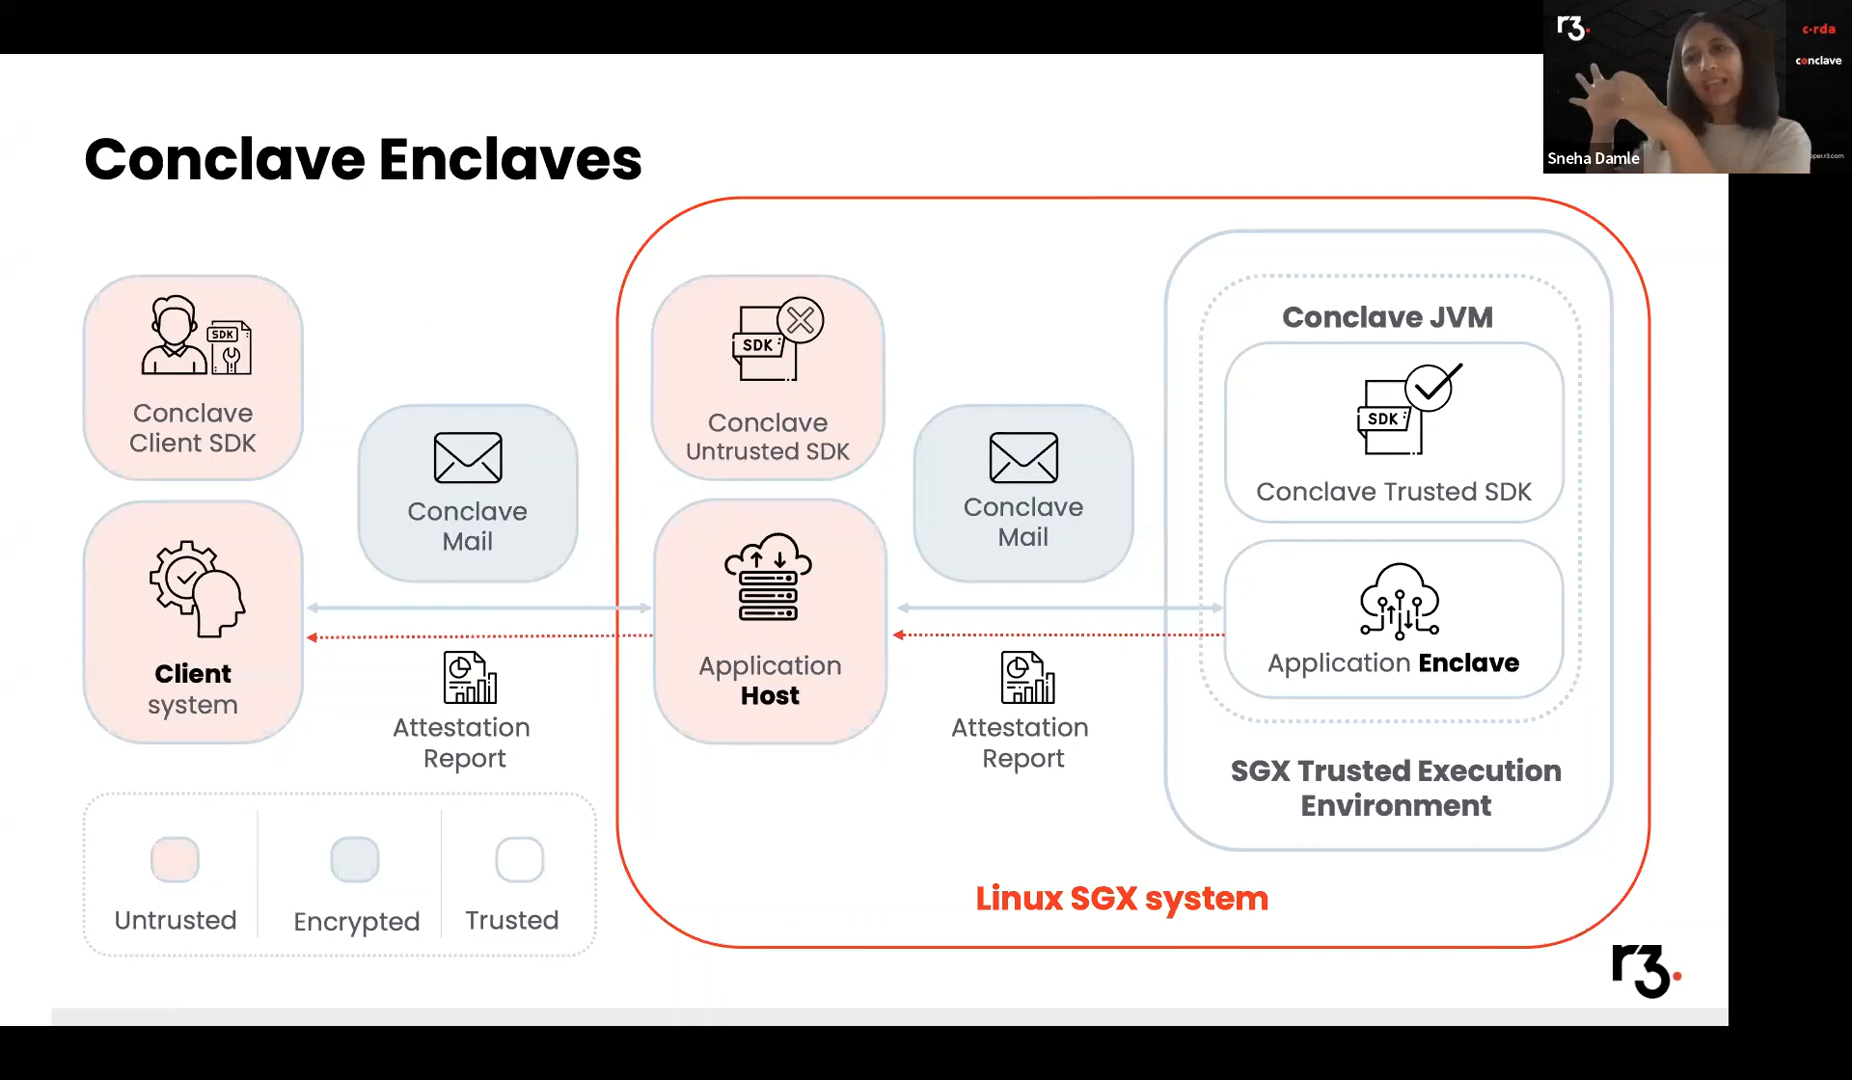 r3.
c·rda
conclave
Sneha Damle
Conclave Enclaves
SDK
Conclave
Client SDK
Client
system
Conclave
Mail
Attestation
Report
SDK
Conclave
Untrusted SDK
Application
Host
Conclave
Mail
Attestation
Report
Conclave JVM
SDK
Conclave Trusted SDK
Application Enclave
SGX Trusted Execution
Environment
Linux SGX system
Untrusted
Encrypted
Trusted
r3.